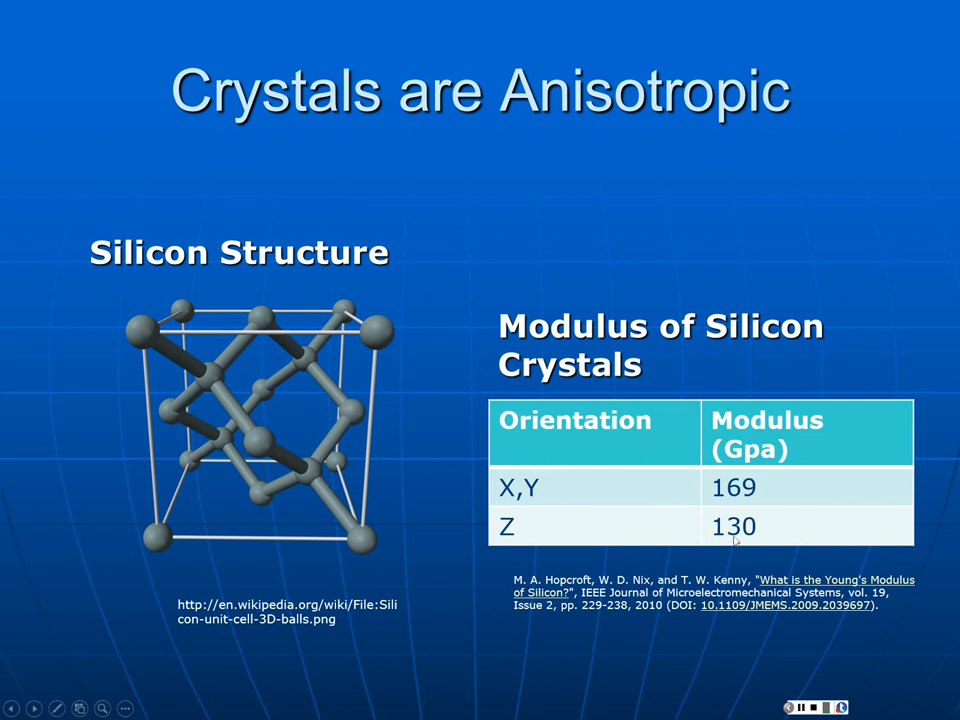 Crystals are Anisotropic
Silicon Structure
Modulus of Silicon
Crystals
Orientation
Modulus
(Gpa)
X,Y
169
Z
130
M. A. Hopcroft, W. D. Nix, and T. W. Kenny, "What is the Young's Modulus
of Silicon?", IEEE Journal of Microelectromechanical Systems, vol. 19,
Issue 2, pp. 229-238, 2010 (DOI: 10.1109/JMEMS.2009.2039697).
http://en.wikipedia.org/wiki/File:Sili
con-unit-cell-3D-balls.png